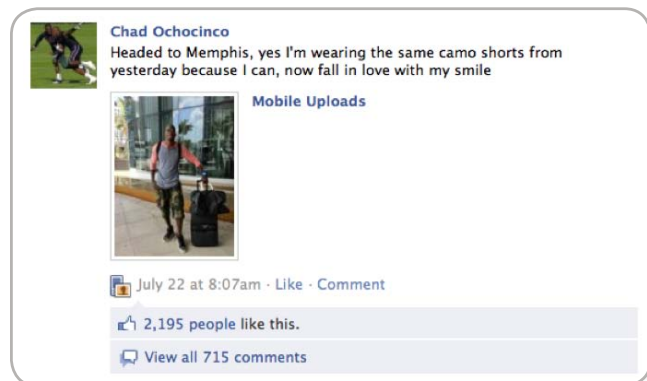 Chad Ochocinco
Headed to Memphis, yes I'm wearing the same camo shorts from
yesterday because I can, now fall in love with my smile
Mobile Uploads
July 22 at 8:07am · Like · Comment
2,195 people like this.
View all 715 comments